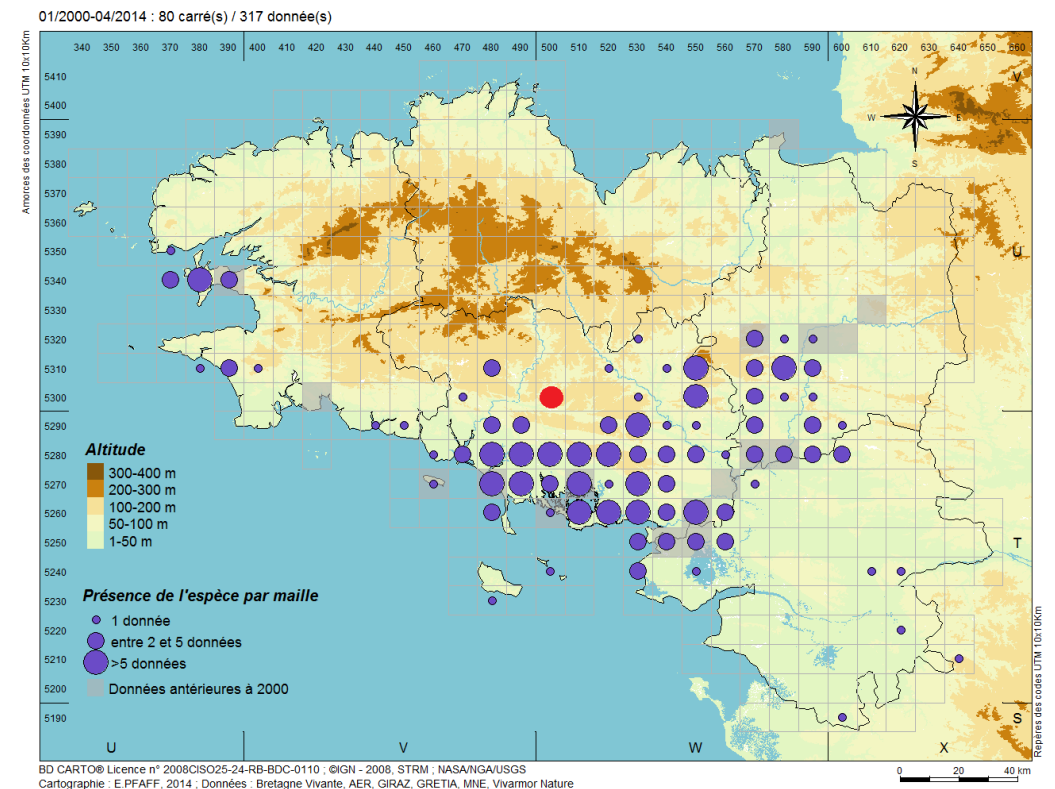 01/2000-04/2014 : 80 carré(s) / 317 donnée(s)
340 350 360 370 380 390 400 410 420 430 440 450 460 470 480 490 500 510 520 530 540 550 560 570 580 590 600 610 620 630 640 650 660
Amorces des coordonnées UTM 10x10Km
5410
5400
5390
5380
5370
5360
5350
5340
5330
5320
5310
5300
5290
5280
5270
5260
5250
5240
5230
5220
5210
5200
5190
N
W E
S
V
U
T
S
Altitude
300-400 m
200-300 m
100-200 m
50-100 m
1-50 m
Présence de l'espèce par maille
1 donnée
entre 2 et 5 données
>5 données
Données antérieures à 2000
U V W X
Repères des codes UTM 10x10Km
BD CARTO® Licence n° 2008CISO25-24-RB-BDC-0110 ; ©IGN - 2008, STRM ; NASA/NGA/USGS
Cartographie : E.PFAFF, 2014 ; Données : Bretagne Vivante, AER, GIRAZ, GRETIA, MNE, Vivarmor Nature
0 20 40 km